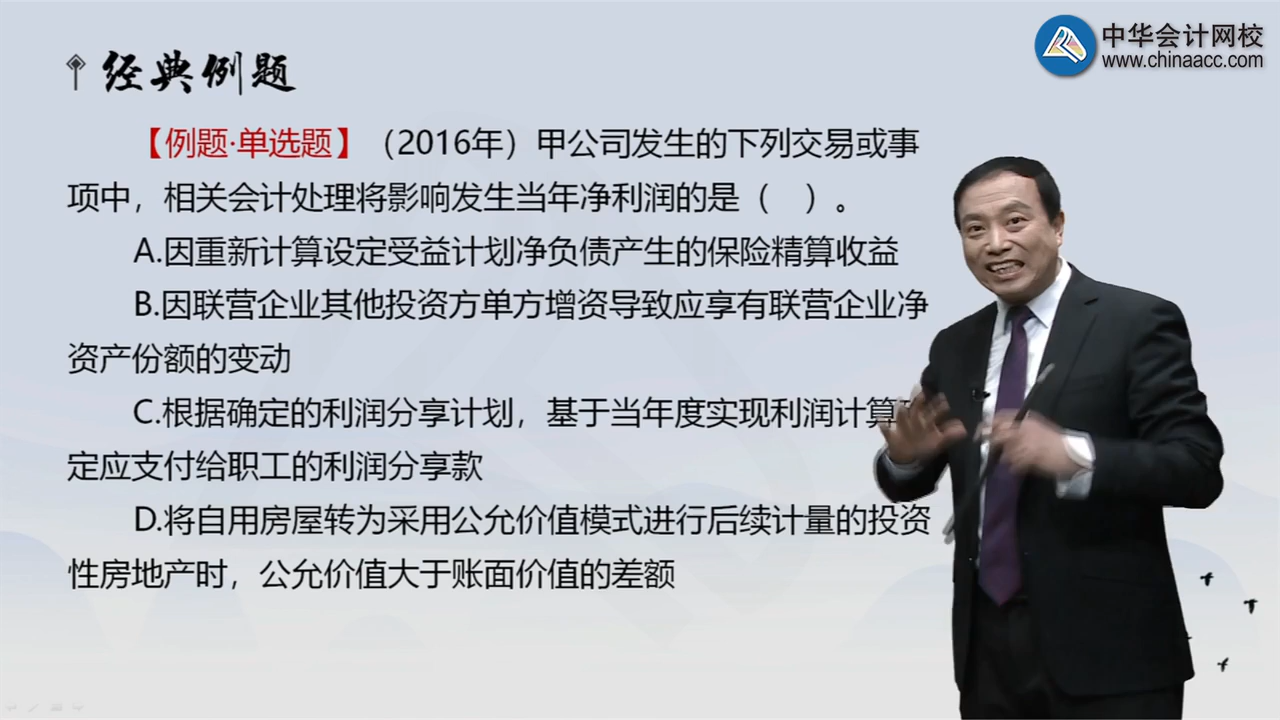 中华会计网校
www.chinaacc.com
经典例题
【例题·单选题】（2016年）甲公司发生的下列交易或事
项中，相关会计处理将影响发生当年净利润的是（　）。
A.因重新计算设定受益计划净负债产生的保险精算收益
B.因联营企业其他投资方单方增资导致应享有联营企业净
资产份额的变动
C.根据确定的利润分享计划，基于当年度实现利润计算
定应支付给职工的利润分享款
D.将自用房屋转为采用公允价值模式进行后续计量的投资
性房地产时，公允价值大于账面价值的差额